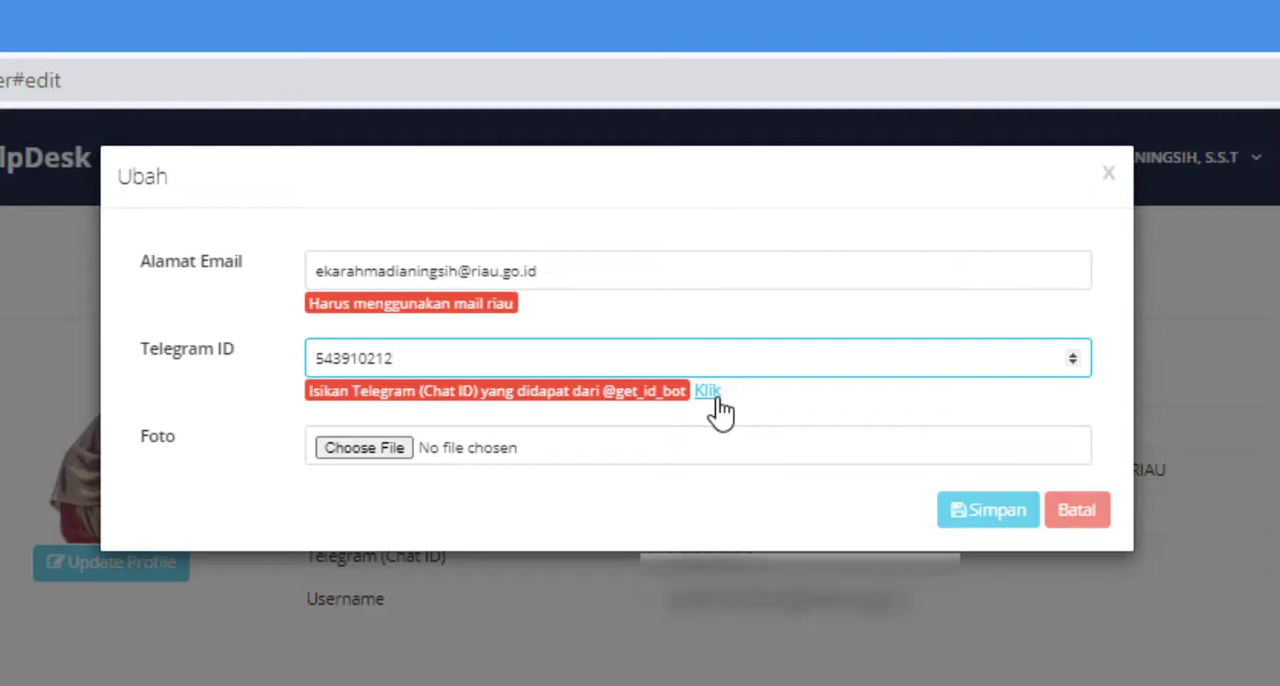 er#edit
lpDesk
NINGSIH, S.S.T
Ubah
X
Alamat Email
ekarahmadianingsih@riau.go.id
Harus menggunakan mail riau
Telegram ID
543910212
Isikan Telegram (Chat ID) yang didapat dari @get_id_bot Klik
Foto
Choose File No file chosen
RIAU
Simpan
Batal
Update Profile
Telegram (Chat ID)
Username